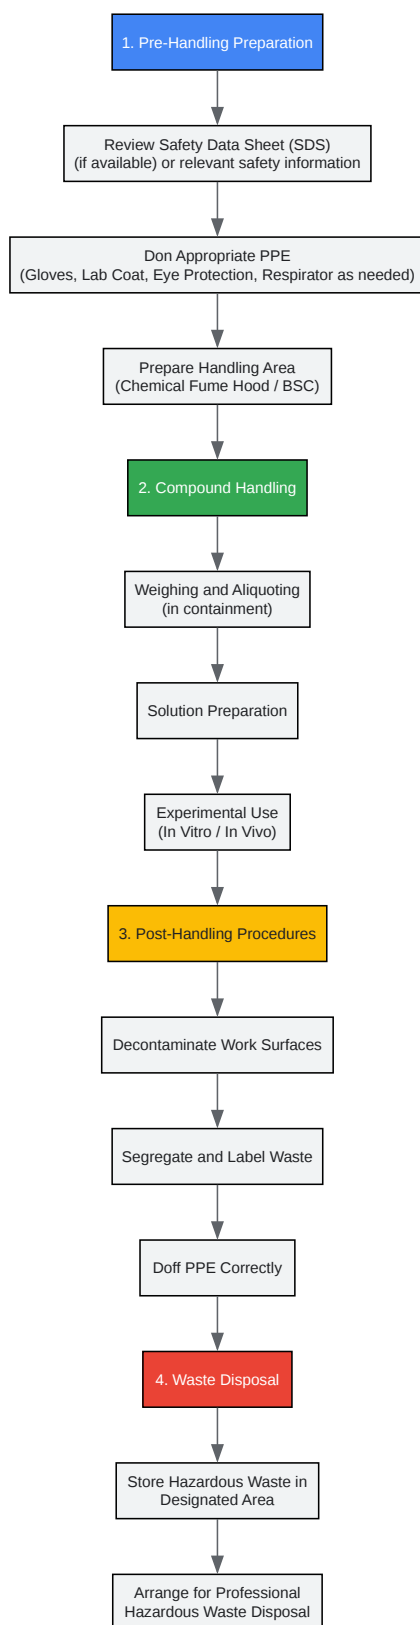 1. Pre-Handling Preparation
Review Safety Data Sheet (SDS)
(if available) or relevant safety information
Don Appropriate PPE
(Gloves, Lab Coat, Eye Protection, Respirator as needed)
Prepare Handling Area
(Chemical Fume Hood / BSC)
2. Compound Handling
Weighing and Aliquoting
(in containment)
Solution Preparation
Experimental Use
(In Vitro / In Vivo)
3. Post-Handling Procedures
Decontaminate Work Surfaces
Segregate and Label Waste
Doff PPE Correctly
4. Waste Disposal
Store Hazardous Waste in
Designated Area
Arrange for Professional
Hazardous Waste Disposal